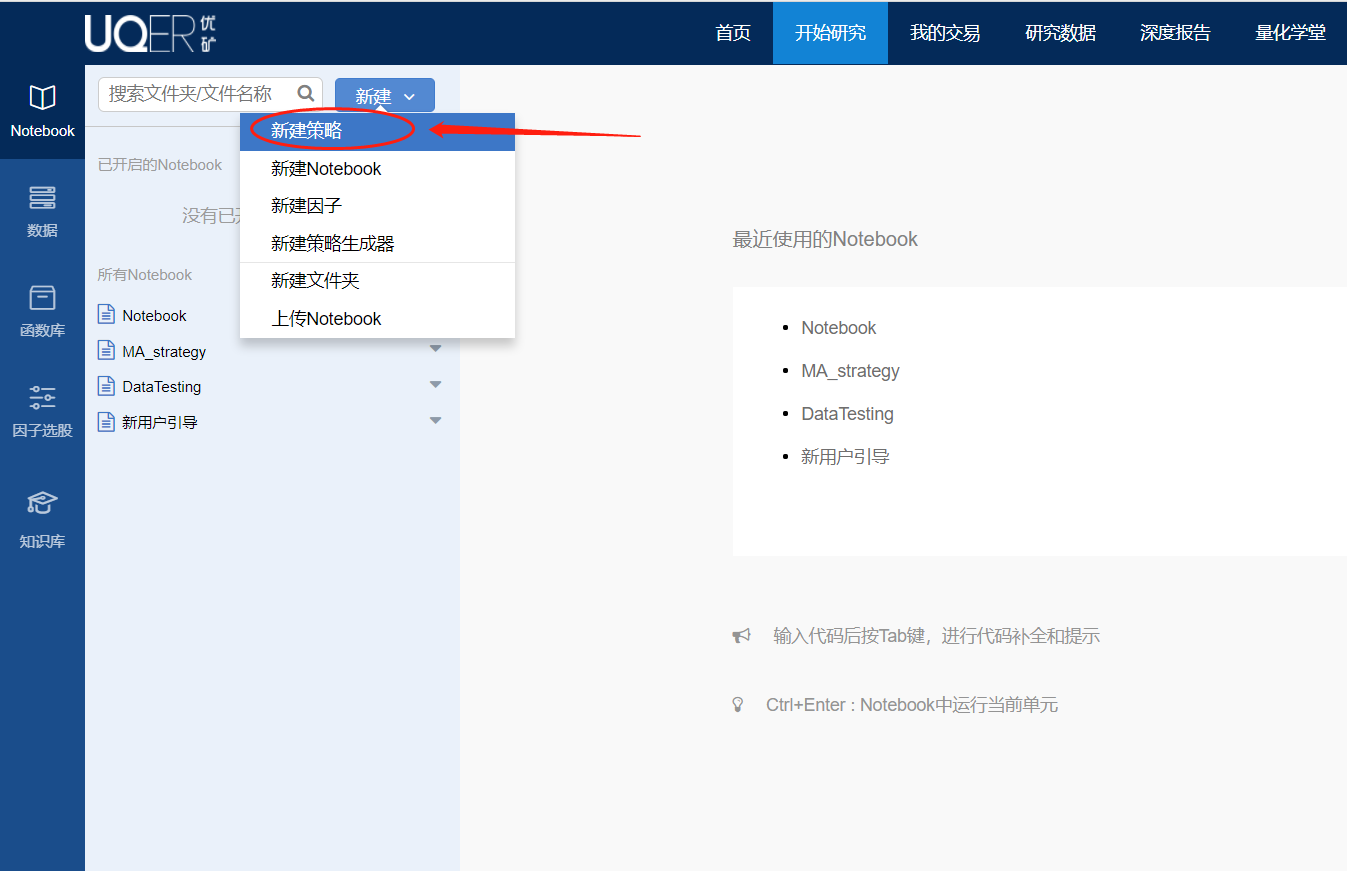 UQER 优矿
首页 开始研究 我的交易 研究数据 深度报告 量化学堂
Notebook
数据
函数库
因子选股
知识库
搜索文件夹/文件名称 新建
新建策略
新建Notebook
新建因子
新建策略生成器
新建文件夹
上传Notebook
已开启的Notebook
没有已
所有Notebook
Notebook
MA_strategy
DataTesting
新用户引导
最近使用的Notebook
Notebook
MA_strategy
DataTesting
新用户引导
输入代码后按Tab键，进行代码补全和提示
Ctrl+Enter : Notebook中运行当前单元